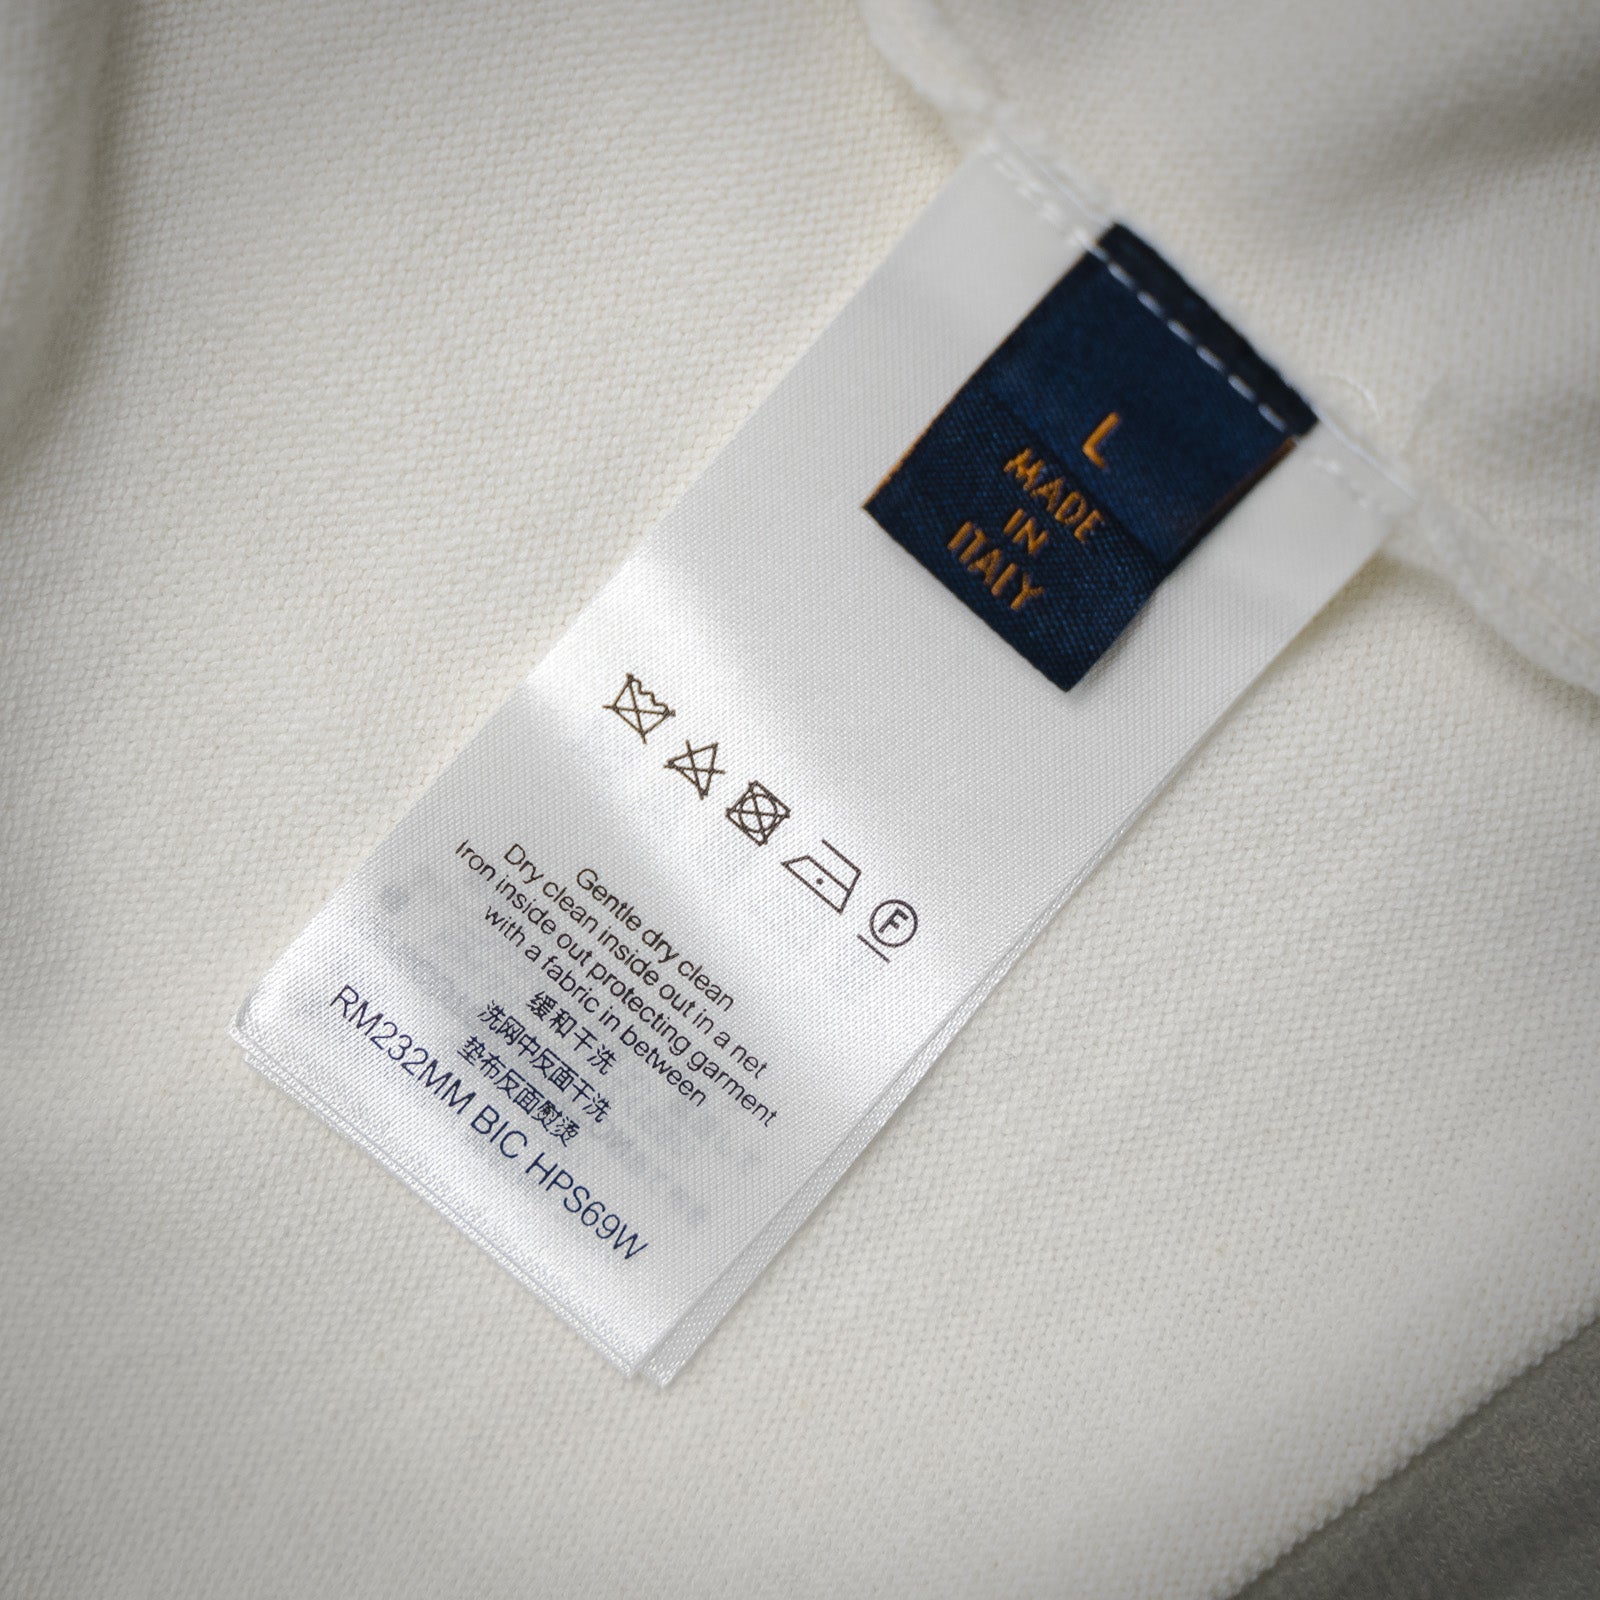 L
MADE
IN
ITALY
F
Gentle dry clean
Dry clean inside out in a net
Iron inside out protecting garment
with a fabric in between
缓和干洗
洗网中反面干洗
垫布反面熨烫
RM232MM BIC HPS69W